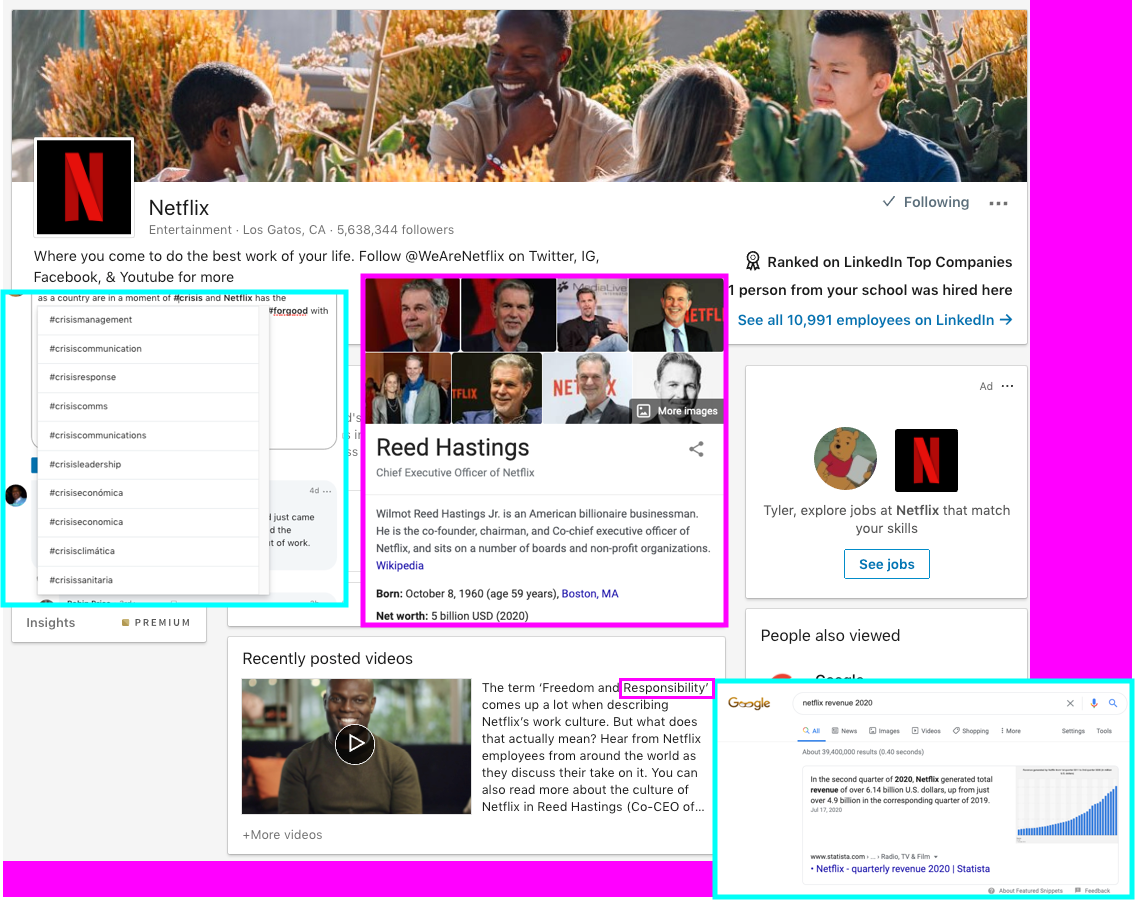 Netflix
Entertainment · Los Gatos, CA · 5,638,344 followers
Following
Where you come to do the best work of your life. Follow @WeAreNetflix on Twitter, IG,
Facebook, & Youtube for more
Ranked on LinkedIn Top Companies
1 person from your school was hired here
See all 10,991 employees on LinkedIn →
as a country are in a moment of #crisis and Netflix has the
#forgood with
#crisismanagement
#crisiscommunication
#crisisresponse
#crisiscomms
#crisiscommunications
#crisisleadership
#crisiseconómica
#crisiseconomica
#crisisclimática
#crisissanitaria
4d
just came
the
of work.
Insights
PREMIUM
MediaLive
NETFLIX
More images
Reed Hastings
Chief Executive Officer of Netflix
Wilmot Reed Hastings Jr. is an American billionaire businessman.
He is the co-founder, chairman, and Co-chief executive officer of
Netflix, and sits on a number of boards and non-profit organizations.
Wikipedia
Born: October 8, 1960 (age 59 years), Boston, MA
Net worth: 5 billion USD (2020)
Ad
Tyler, explore jobs at Netflix that match
your skills
See jobs
People also viewed
Google
Recently posted videos
The term ‘Freedom and Responsibility’
comes up a lot when describing
Netflix’s work culture. But what does
that actually mean? Hear from Netflix
employees from around the world as
they discuss their take on it. You can
also read more about the culture of
Netflix in Reed Hastings (Co-CEO of...
+More videos
Google
netflix revenue 2020
All
News
Images
Videos
Shopping
More
Settings
Tools
About 39,400,000 results (0.40 seconds)
In the second quarter of 2020, Netflix generated total
revenue of over 6.14 billion U.S. dollars, up from just
over 4.9 billion in the corresponding quarter of 2019.
Jul 17, 2020
www.statista.com › ... › Radio, TV & Film
• Netflix - quarterly revenue 2020 | Statista
About Featured Snippets
Feedback